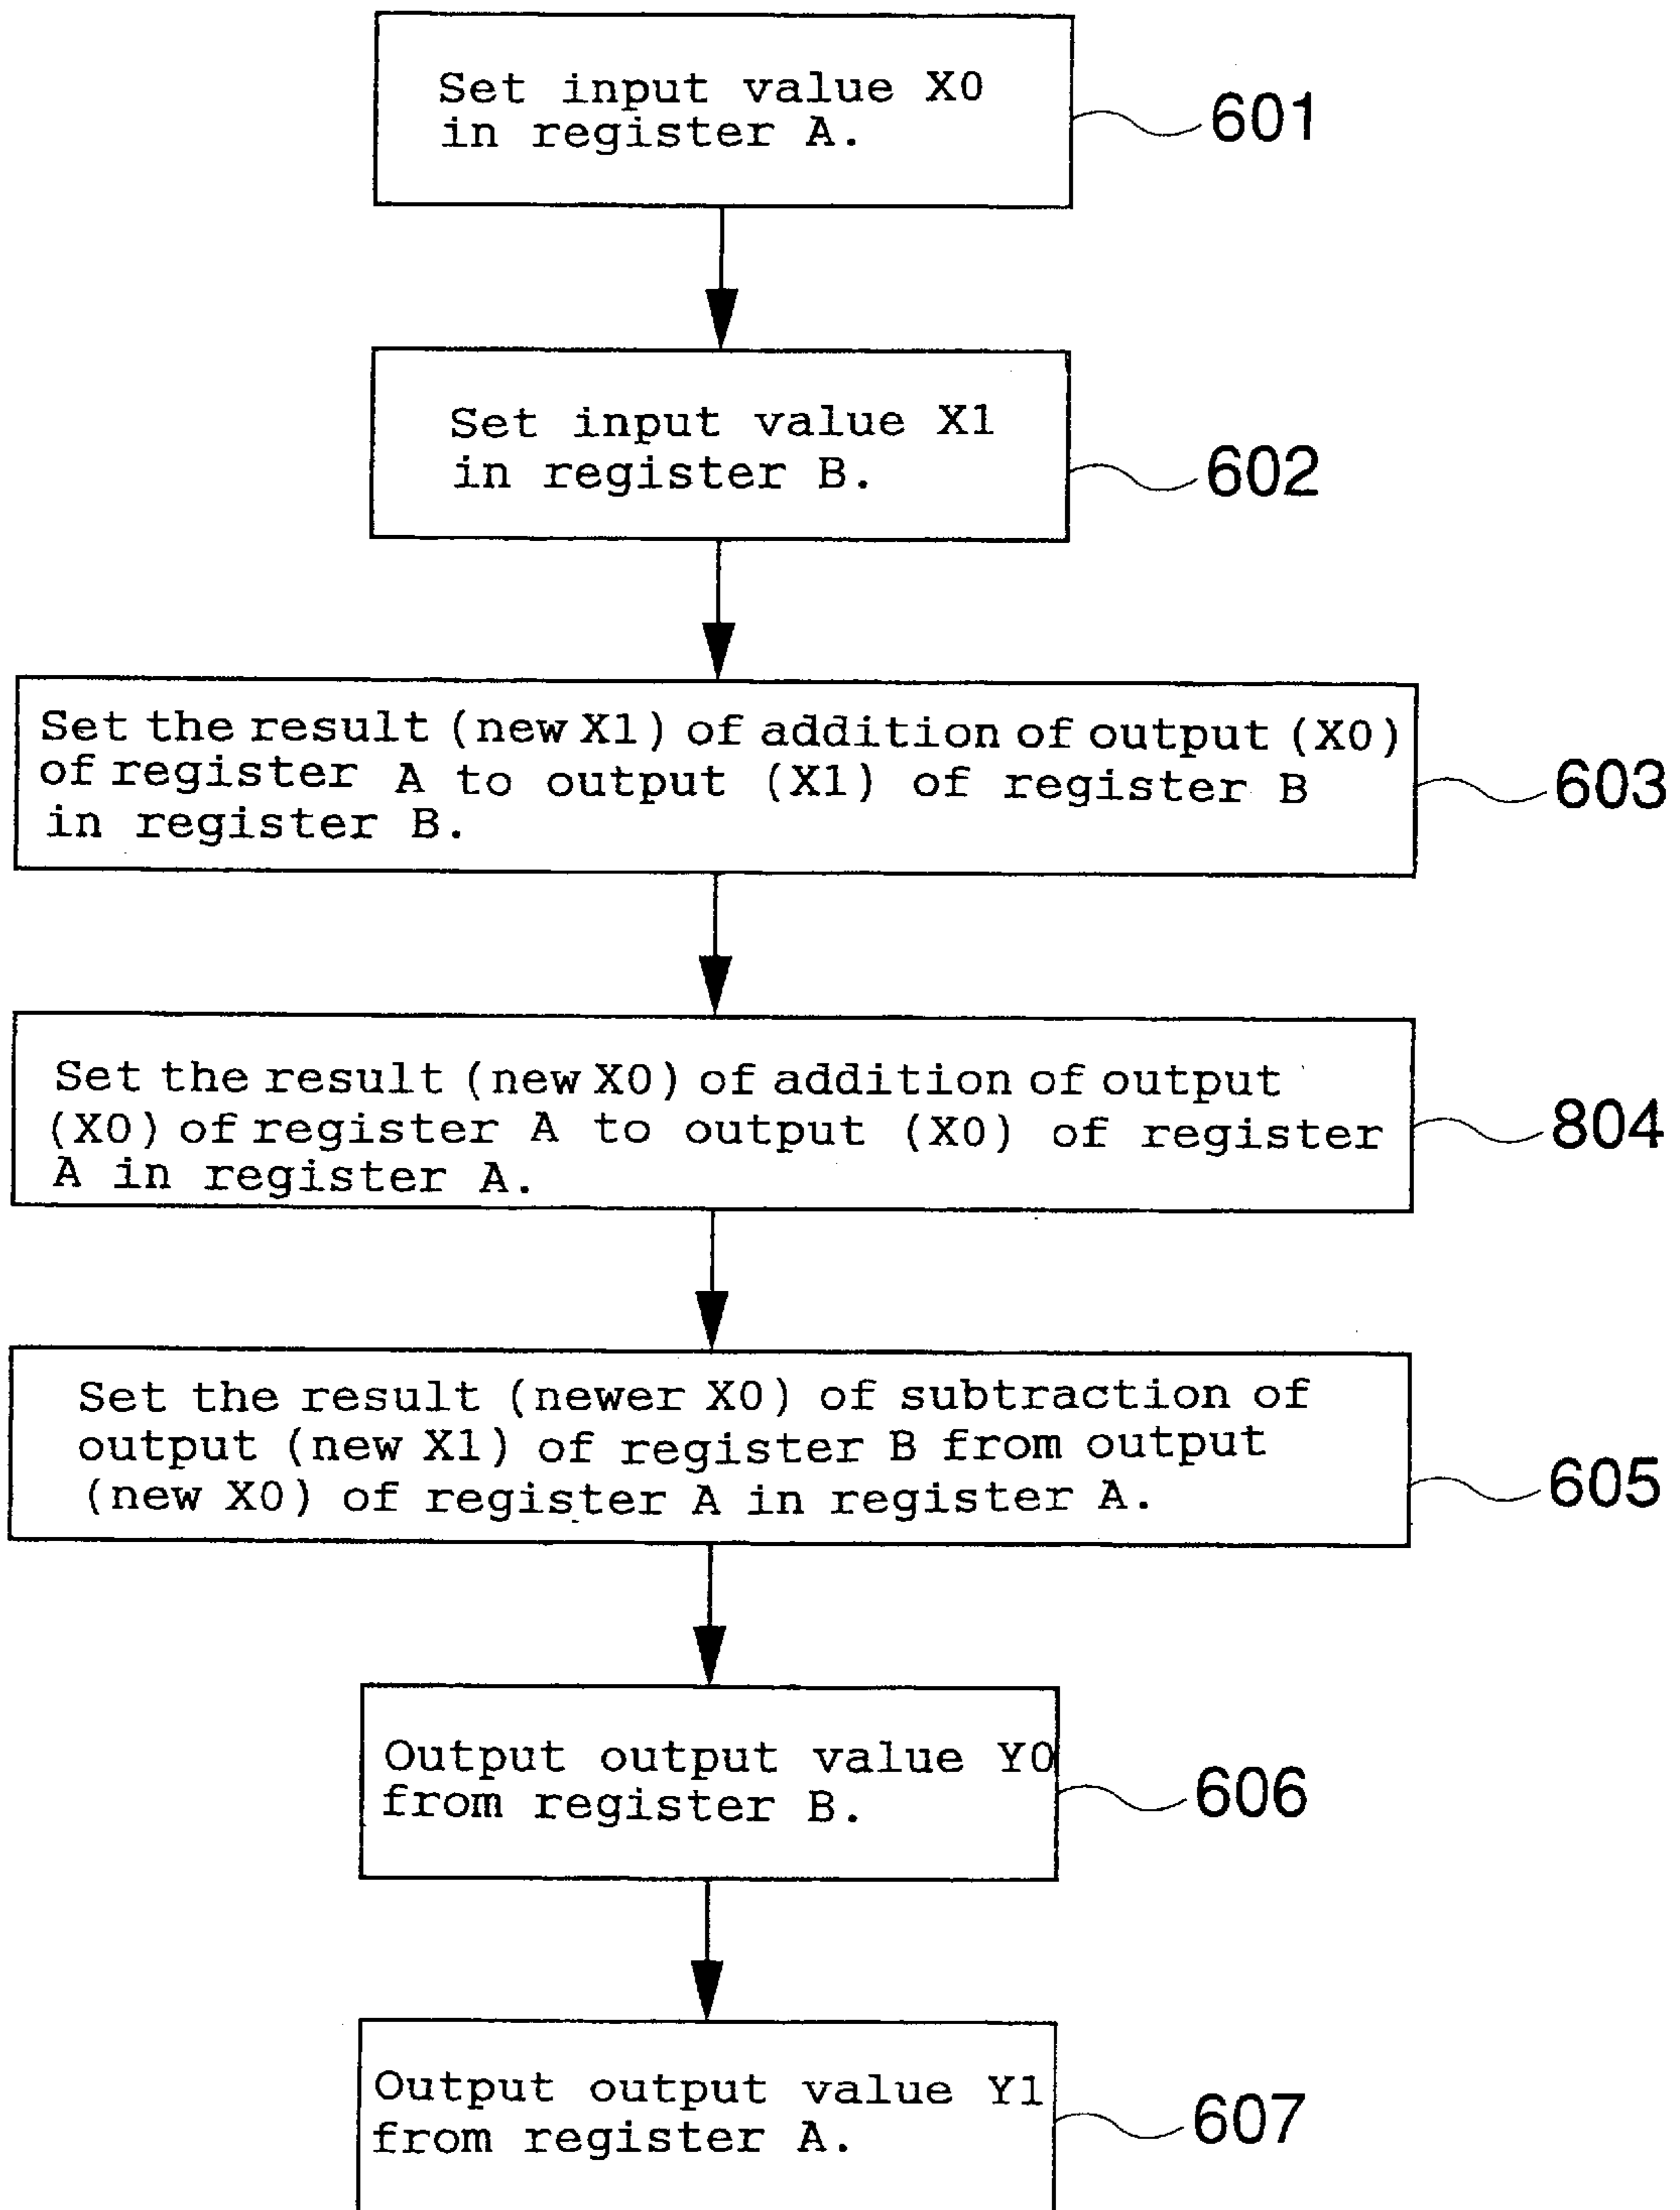 Set input value X0
in register A.
601
Set input value X1
in register B.
602
Set the result (new X1) of addition of output (X0)
of register A to output (X1) of register B
in register B.
603
Set the result (new X0) of addition of output
(X0) of register A to output (X0) of register
A in register A.
804
Set the result (newer X0) of subtraction of
output (new X1) of register B from output
(new X0) of register A in register A.
605
Output output value Y0
from register B.
606
Output output value Y1
from register A.
607